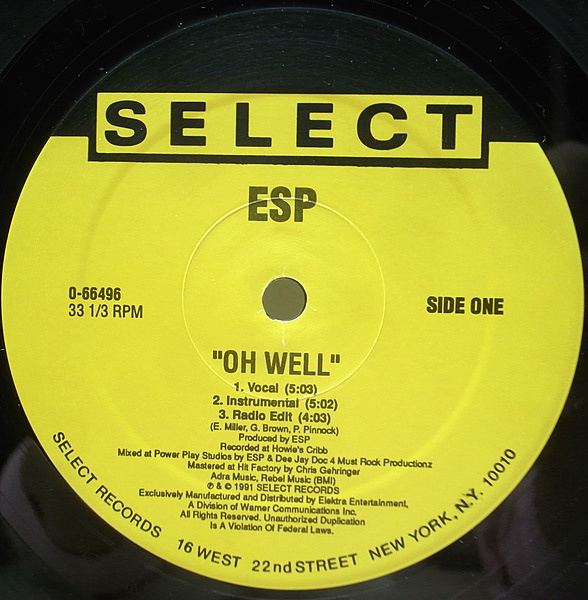 SELECT
ESP
0-66496
33 1/3 RPM
SIDE ONE
"OH WELL"
1. Vocal (5:03)
2. Instrumental (5:02)
3. Radio Edit (4:03)
(E. Miller, G. Brown, P. Pinnock)
Produced by ESP
Recorded at Howie's Cribb
Mixed at Power Play Studios by ESP & Dee Jay Doc 4 Must Rock Productionz
Mastered at Hit Factory by Chris Gehringer
Adra Music, Rebel Music (BMI)
℗ & © 1991 SELECT RECORDS
Exclusively Manufactured and Distributed by Elektra Entertainment,
A Division of Warner Communications Inc.
All Rights Reserved. Unauthorized Duplication
Is A Violation Of Federal Laws.
SELECT RECORDS 16 WEST 22nd STREET NEW YORK, N.Y. 10010